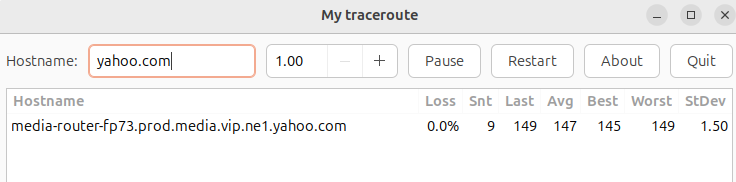 My traceroute
Hostname: yahoo.com 1.00 Pause Restart About Quit
Hostname Loss Snt Last Avg Best Worst StDev
media-router-fp73.prod.media.vip.ne1.yahoo.com 0.0% 9 149 147 145 149 1.50